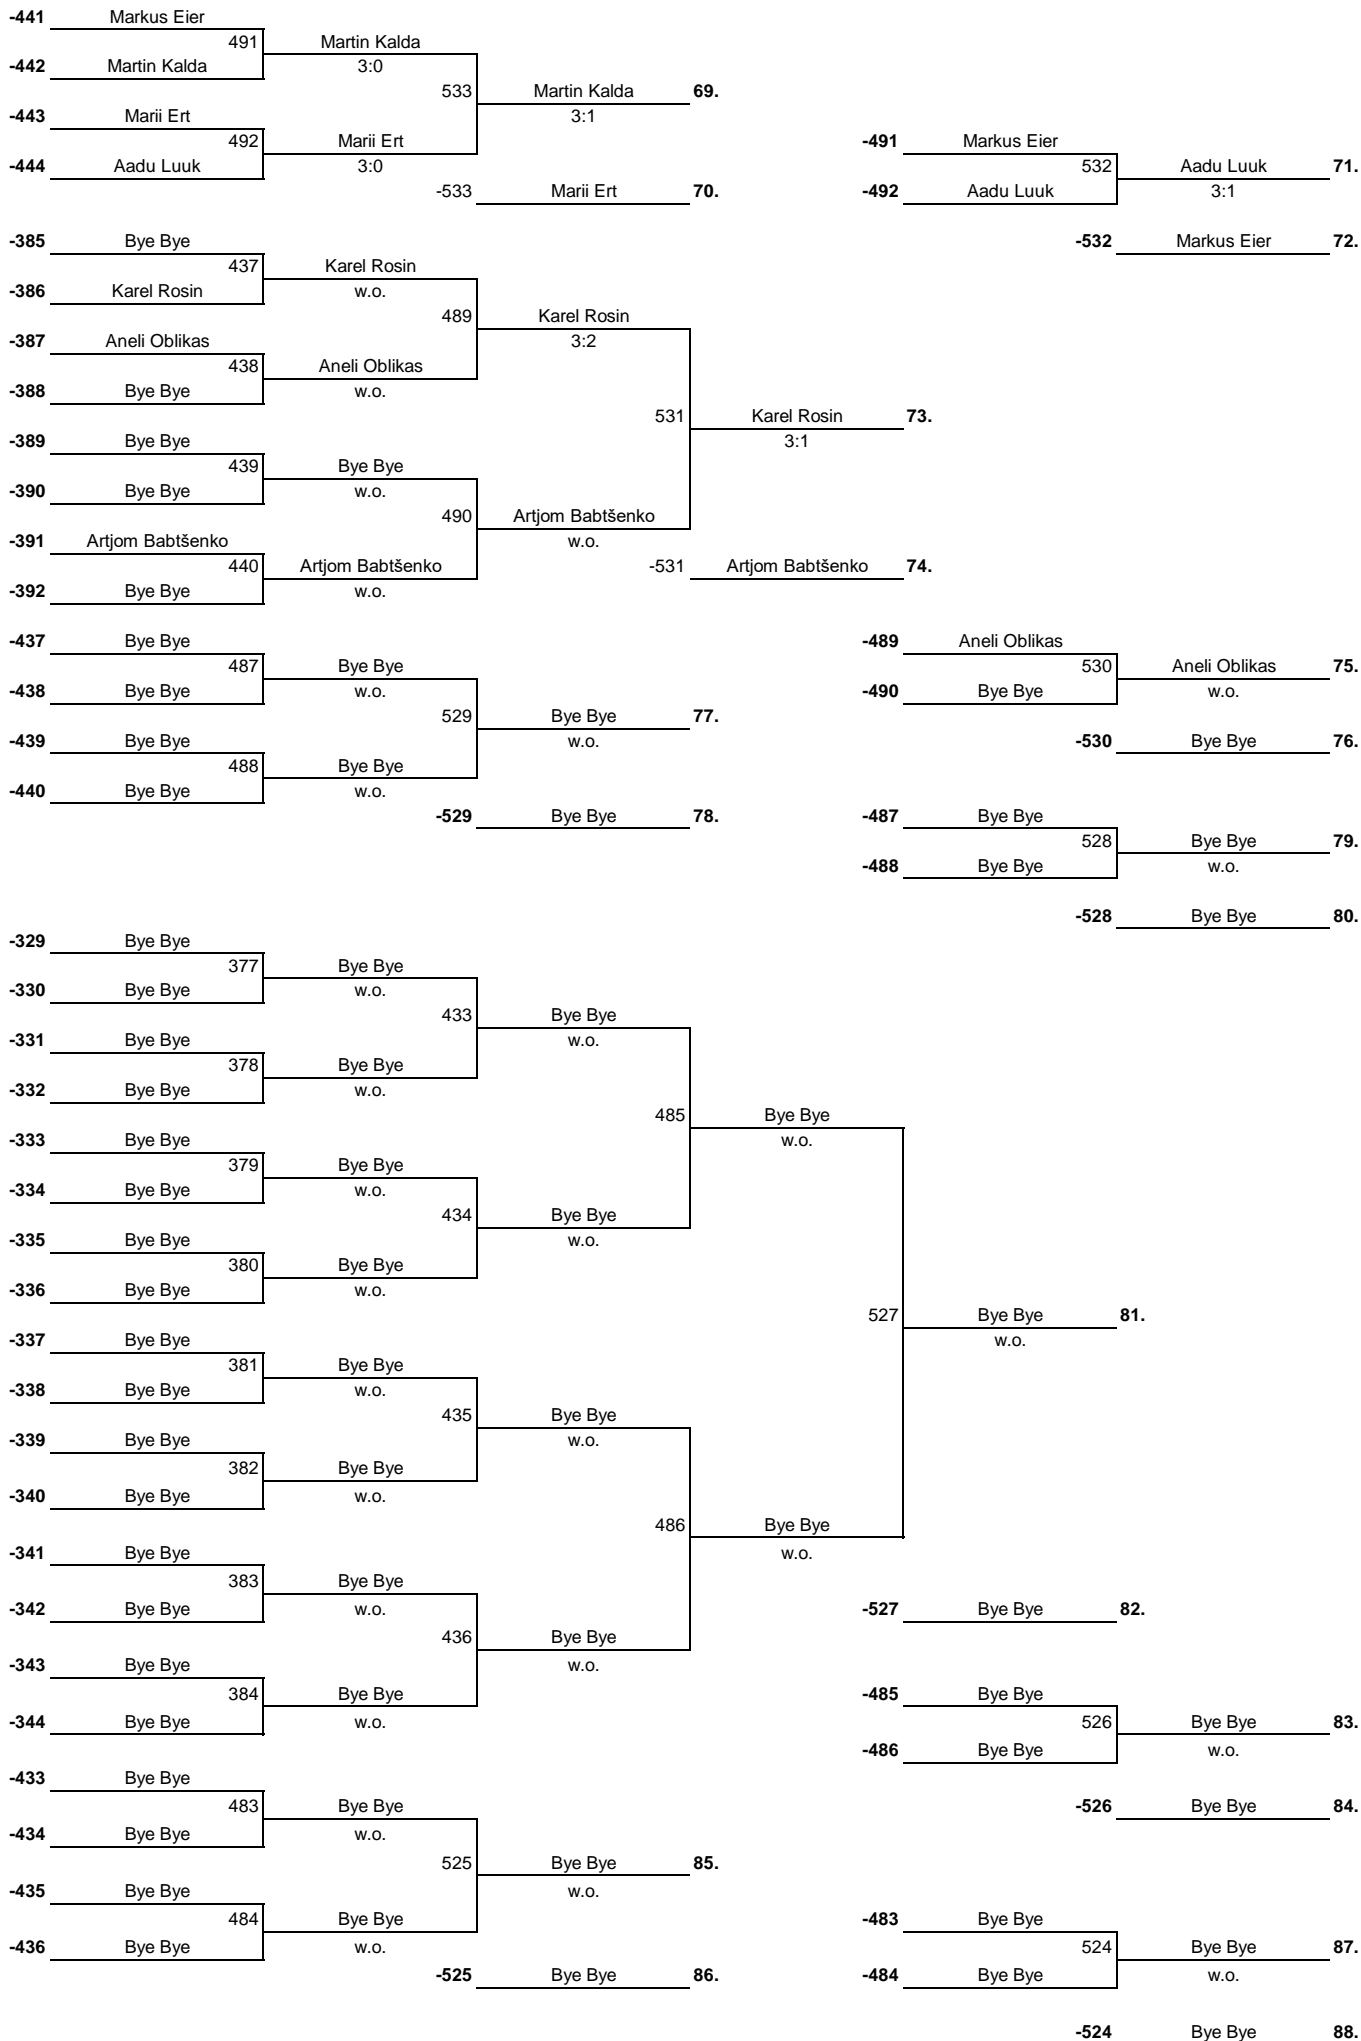 -441 Markus Eier
491 Martin Kalda
-442 Martin Kalda 3:0
533 Martin Kalda 69.
-443 Marii Ert 3:1
492 Marii Ert -491 Markus Eier
-444 Aadu Luuk 3:0 532 Aadu Luuk 71.
-533 Marii Ert 70. -492 Aadu Luuk 3:1
-385 Bye Bye -532 Markus Eier 72.
437 Karel Rosin
-386 Karel Rosin w.o.
489 Karel Rosin
-387 Aneli Oblikas 3:2
438 Aneli Oblikas
-388 Bye Bye w.o.
531 Karel Rosin 73.
-389 Bye Bye 3:1
439 Bye Bye
-390 Bye Bye w.o.
490 Artjom Babtšenko
-391 Artjom Babtšenko w.o.
440 Artjom Babtšenko -531 Artjom Babtšenko 74.
-392 Bye Bye w.o.
-437 Bye Bye -489 Aneli Oblikas
487 Bye Bye 530 Aneli Oblikas 75.
-438 Bye Bye w.o. -490 Bye Bye w.o.
529 Bye Bye 77.
-439 Bye Bye w.o. -530 Bye Bye 76.
488 Bye Bye
-440 Bye Bye w.o.
-529 Bye Bye 78. -487 Bye Bye
528 Bye Bye 79.
-488 Bye Bye w.o.
-528 Bye Bye 80.
-329 Bye Bye
377 Bye Bye
-330 Bye Bye w.o.
433 Bye Bye
-331 Bye Bye w.o.
378 Bye Bye
-332 Bye Bye w.o.
485 Bye Bye
-333 Bye Bye w.o.
379 Bye Bye
-334 Bye Bye w.o.
434 Bye Bye
-335 Bye Bye w.o.
380 Bye Bye
-336 Bye Bye w.o.
527 Bye Bye 81.
-337 Bye Bye w.o.
381 Bye Bye
-338 Bye Bye w.o.
435 Bye Bye
-339 Bye Bye w.o.
382 Bye Bye
-340 Bye Bye w.o.
486 Bye Bye
-341 Bye Bye w.o.
383 Bye Bye
-342 Bye Bye w.o. -527 Bye Bye 82.
436 Bye Bye
-343 Bye Bye w.o.
384 Bye Bye -485 Bye Bye
-344 Bye Bye w.o. 526 Bye Bye 83.
-486 Bye Bye w.o.
-433 Bye Bye
483 Bye Bye -526 Bye Bye 84.
-434 Bye Bye w.o.
525 Bye Bye 85.
-435 Bye Bye w.o.
484 Bye Bye -483 Bye Bye
-436 Bye Bye w.o. 524 Bye Bye 87.
-525 Bye Bye 86. -484 Bye Bye w.o.
-524 Bye Bye 88.